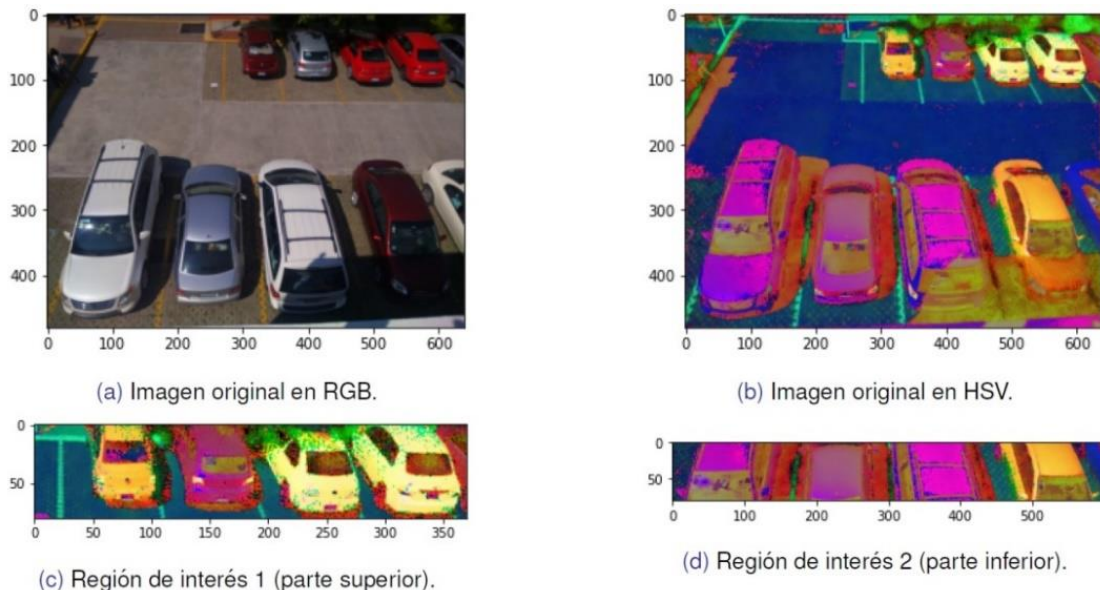 0
100
200
300
400
0 100 200 300 400 500 600
(a) Imagen original en RGB.
0
100
200
300
400
0 100 200 300 400 500 600
(b) Imagen original en HSV.
0
50
0 50 100 150 200 250 300 350
(c) Región de interés 1 (parte superior).
0
50
0 100 200 300 400 500
(d) Región de interés 2 (parte inferior).